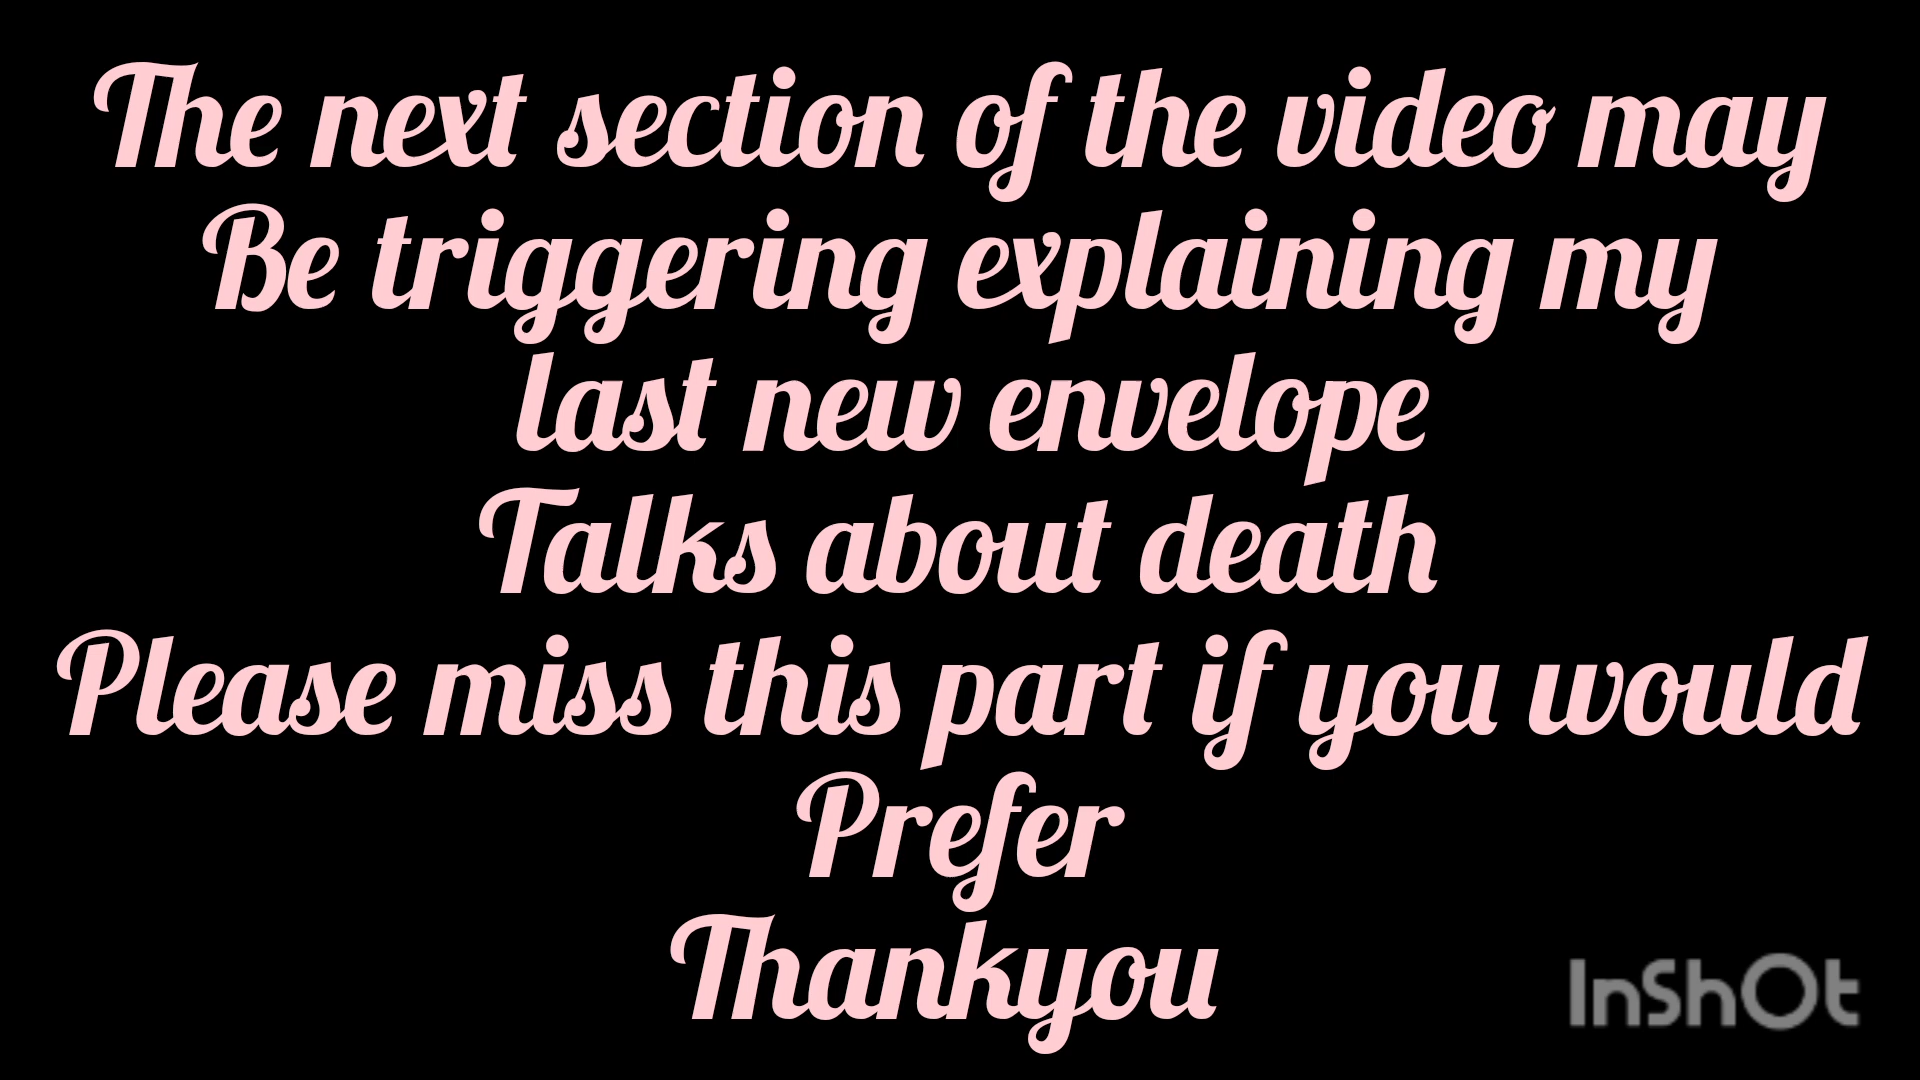 The next section of the video may
Be triggering explaining my
last new envelope
Talks about death
Please miss this part if you would
Prefer
Thankyou
InShOt